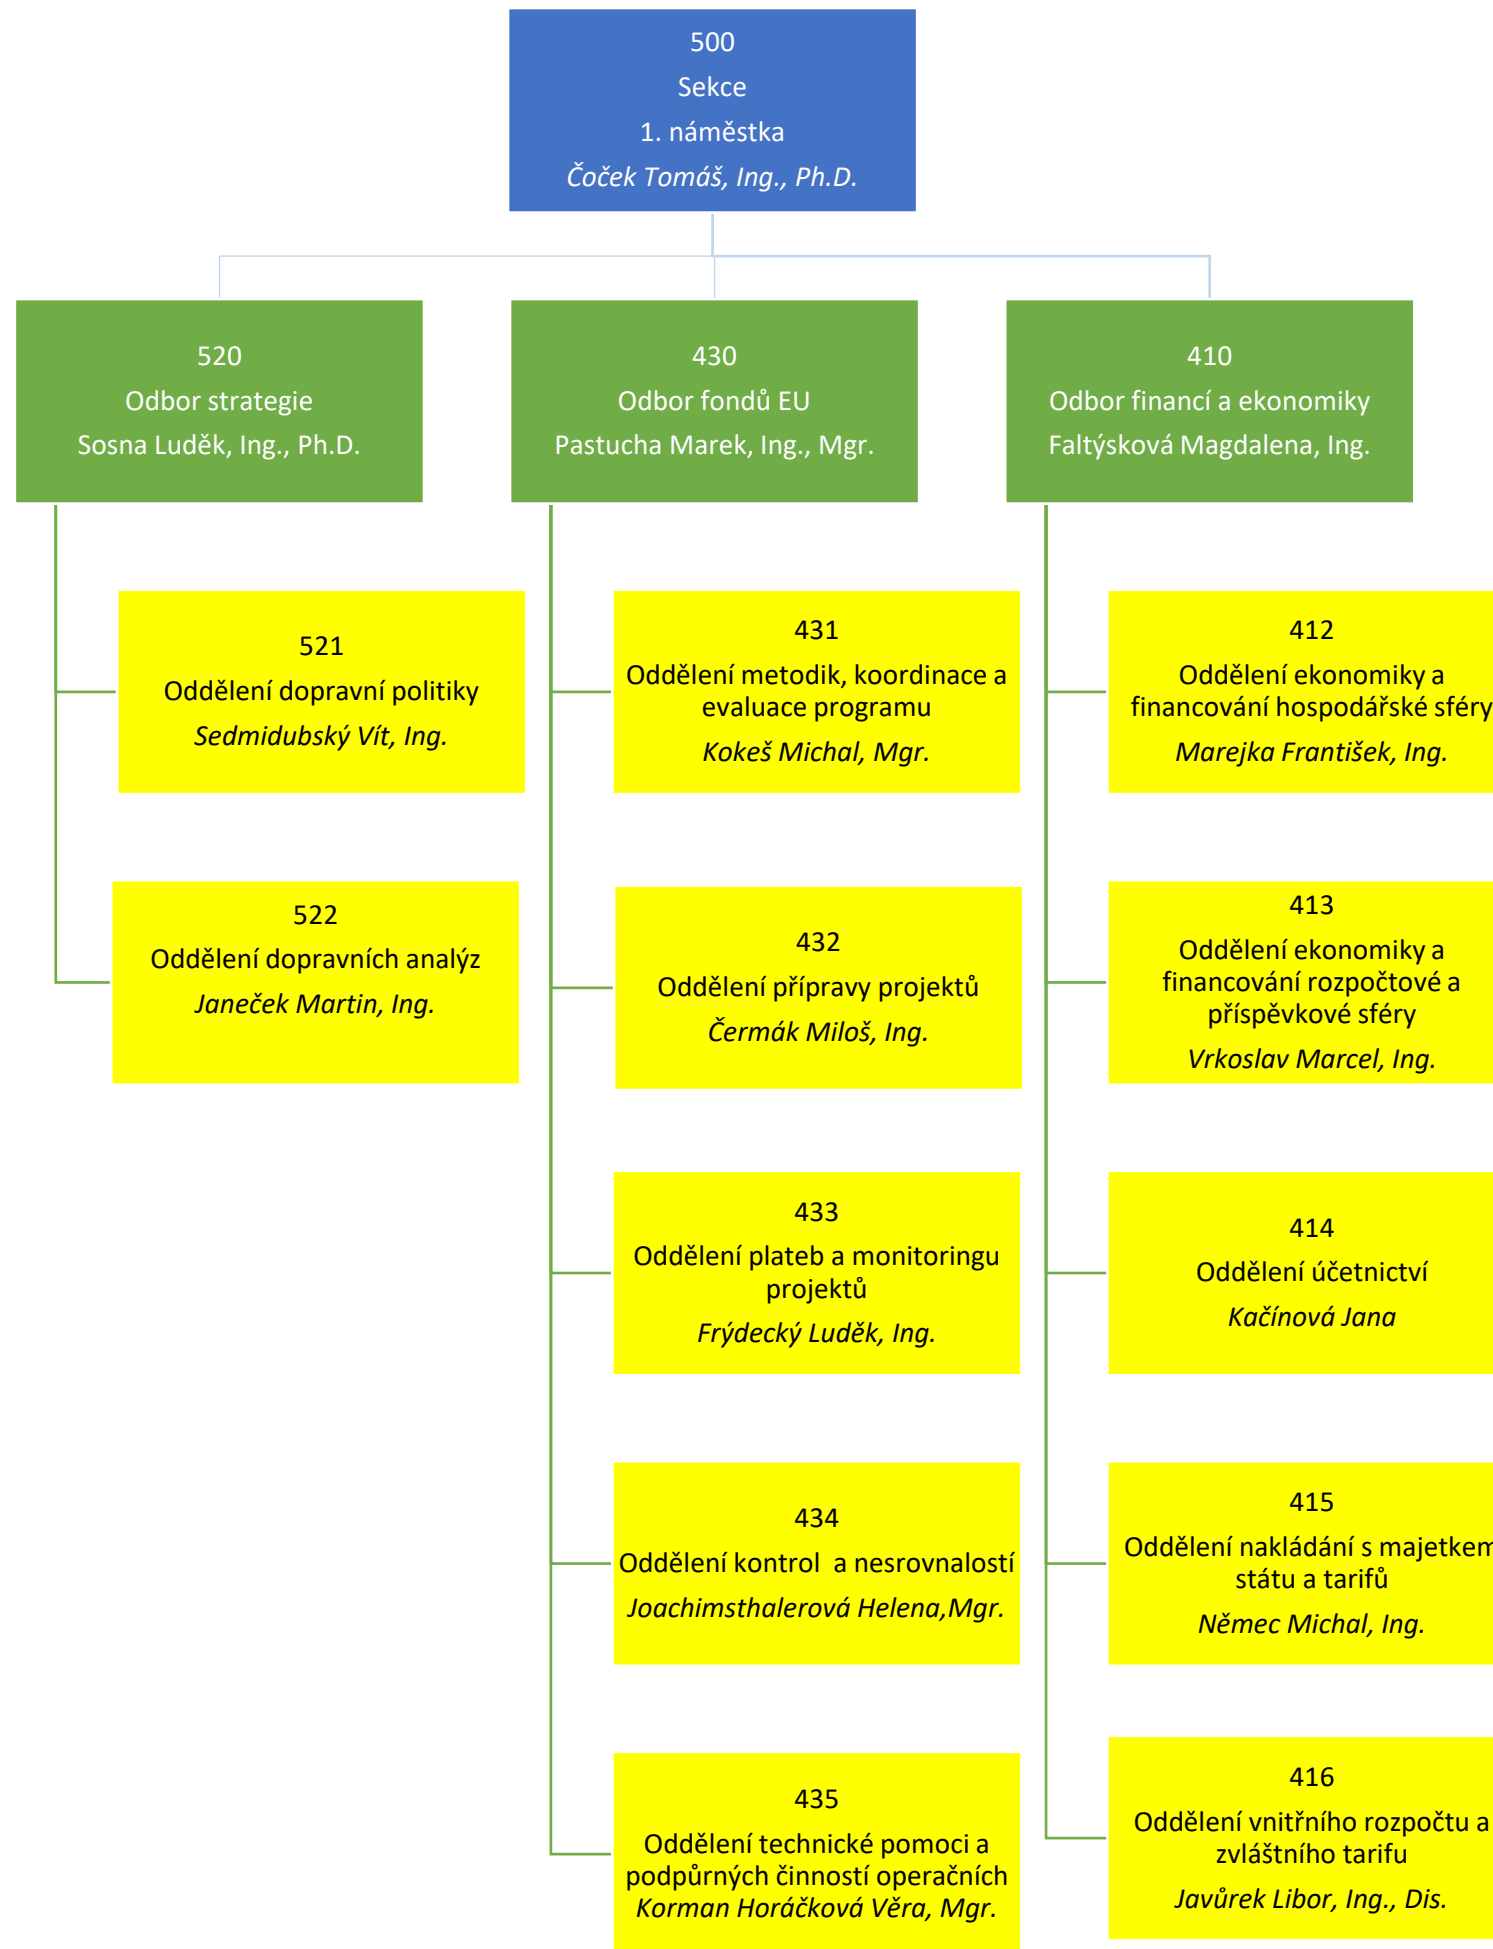 500
Sekce
1. náměstka
Čoček Tomáš, Ing., Ph.D.
520
Odbor strategie
Sosna Luděk, Ing., Ph.D.
430
Odbor fondů EU
Pastucha Marek, Ing., Mgr.
410
Odbor financí a ekonomiky
Faltýsková Magdalena, Ing.
521
Oddělení dopravní politiky
Sedmidubský Vít, Ing.
522
Oddělení dopravních analýz
Janeček Martin, Ing.
431
Oddělení metodik, koordinace a
evaluace programu
Kokeš Michal, Mgr.
432
Oddělení přípravy projektů
Čermák Miloš, Ing.
433
Oddělení plateb a monitoringu
projektů
Frýdecký Luděk, Ing.
434
Oddělení kontrol  a nesrovnalostí
Joachimsthalerová Helena,Mgr.
435
Oddělení technické pomoci a
podpůrných činností operačních
Korman Horáčková Věra, Mgr.
412
Oddělení ekonomiky a
financování hospodářské sféry
Marejka František, Ing.
413
Oddělení ekonomiky a
financování rozpočtové a
příspěvkové sféry
Vrkoslav Marcel, Ing.
414
Oddělení účetnictví
Kačínová Jana
415
Oddělení nakládání s majetkem
státu a tarifů
Němec Michal, Ing.
416
Oddělení vnitřního rozpočtu a
zvláštního tarifu
Javůrek Libor, Ing., Dis.